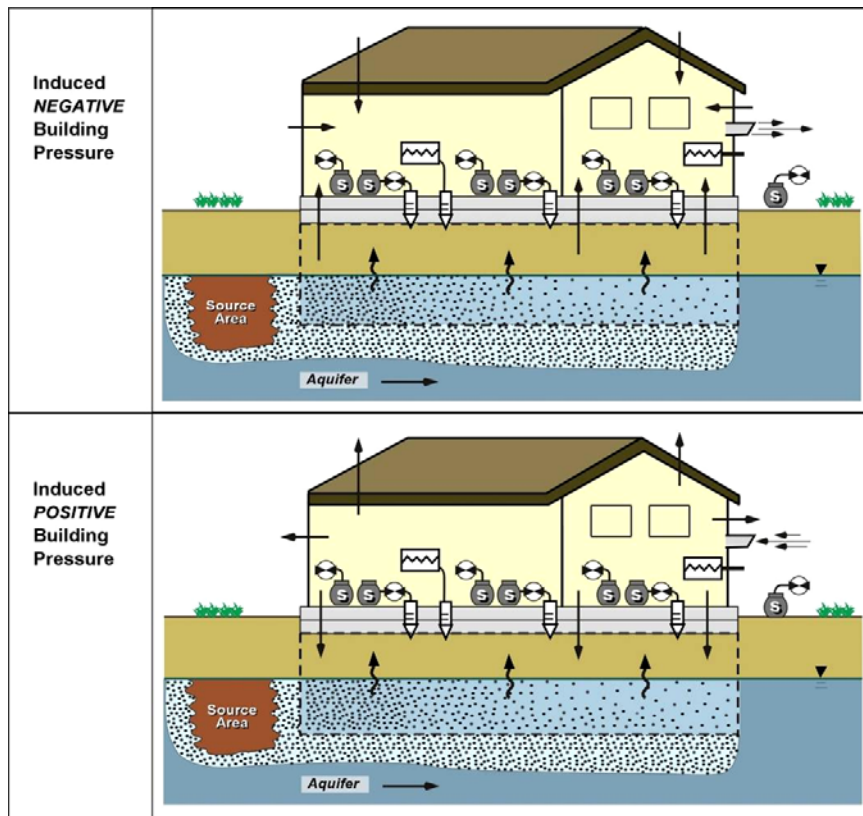 Induced
NEGATIVE
Building
Pressure
S S S S S S S
Source
Area
Aquifer
Induced
POSITIVE
Building
Pressure
S S S S S S S
Source
Area
Aquifer